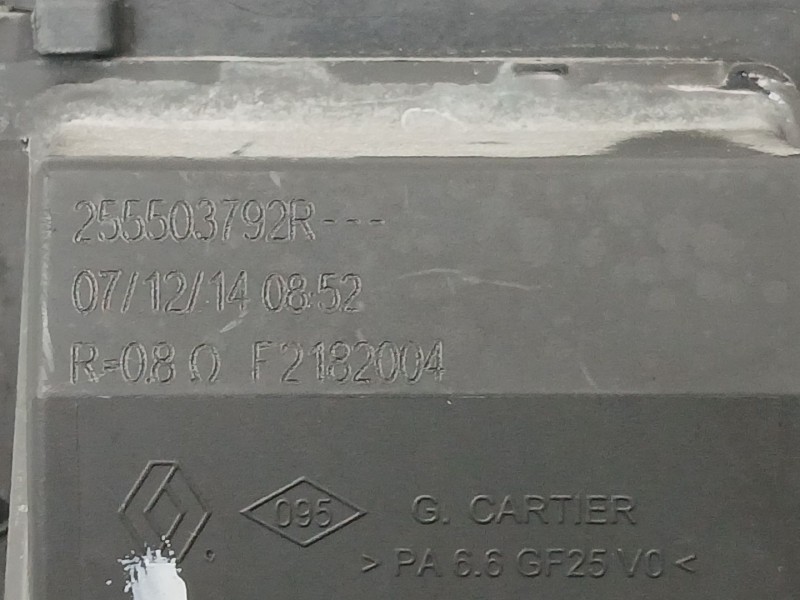 255503792R---
07/12/14 08:52
R=0.8 Ω F2182004
095 G. CARTIER
> PA 6.6 GF25 V0 <